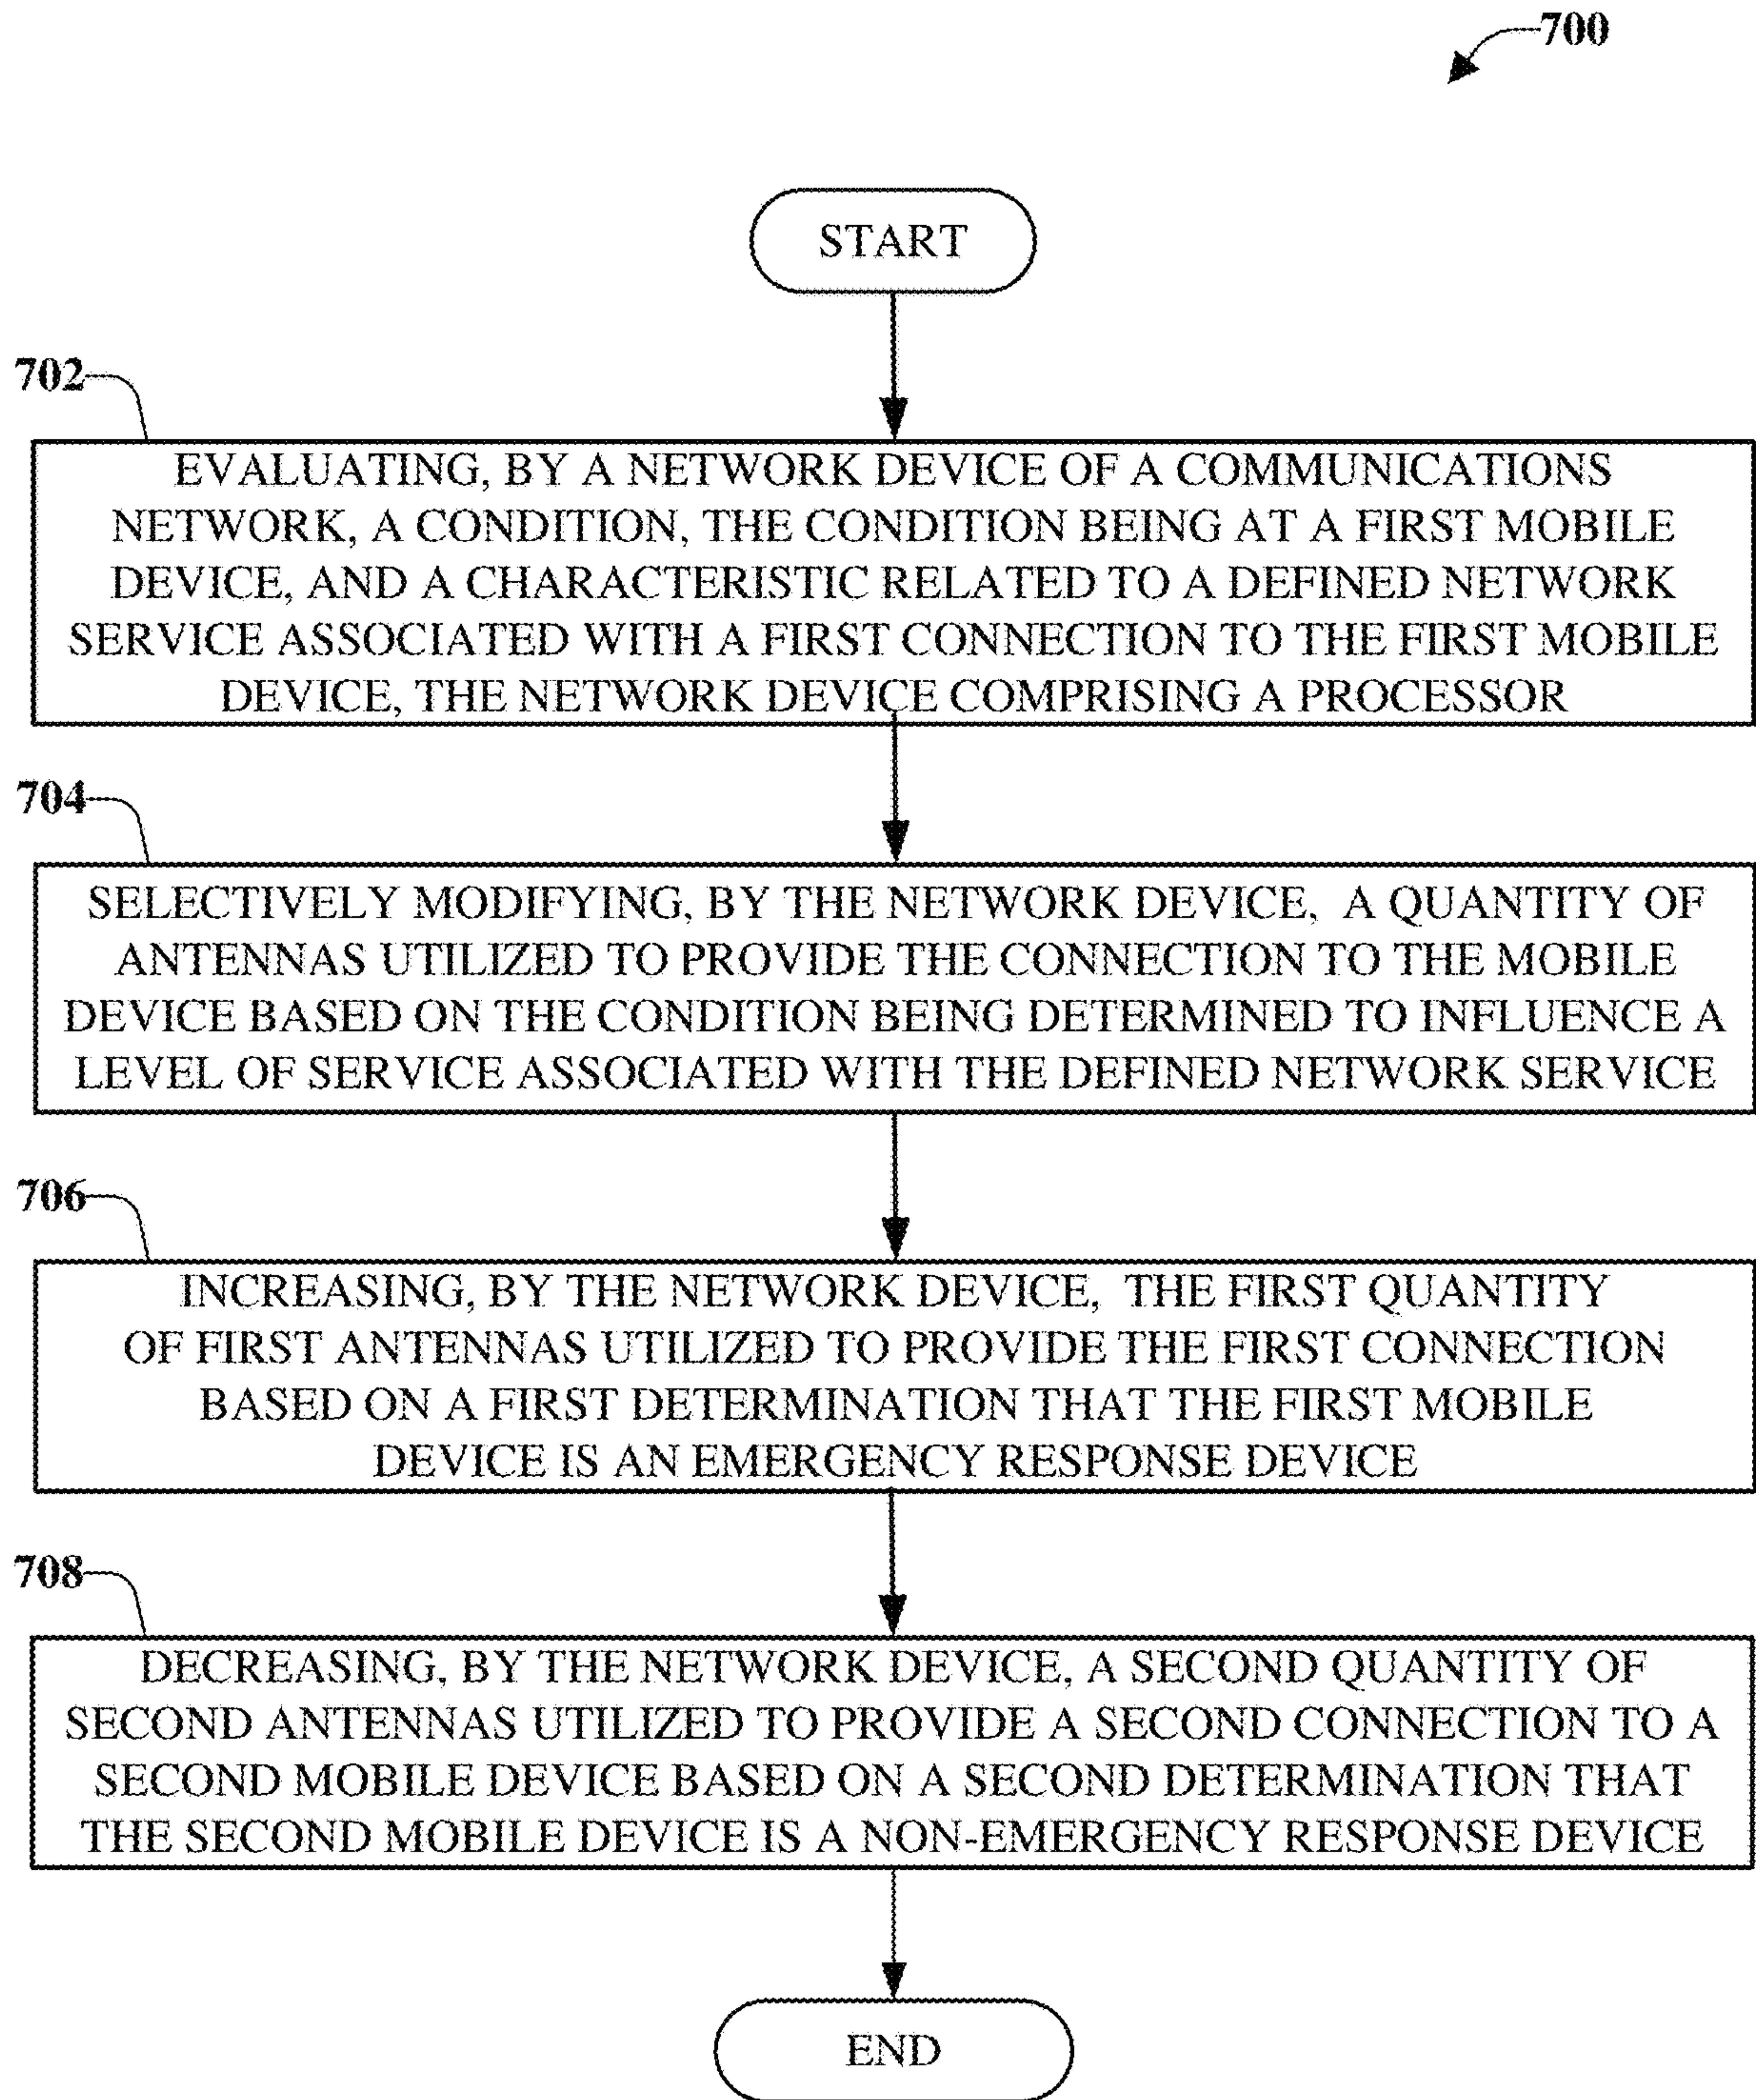 700
START
702
EVALUATING, BY A NETWORK DEVICE OF A COMMUNICATIONS
NETWORK, A CONDITION, THE CONDITION BEING AT A FIRST MOBILE
DEVICE, AND A CHARACTERISTIC RELATED TO A DEFINED NETWORK
SERVICE ASSOCIATED WITH A FIRST CONNECTION TO THE FIRST MOBILE
DEVICE, THE NETWORK DEVICE COMPRISING A PROCESSOR
704
SELECTIVELY MODIFYING, BY THE NETWORK DEVICE, A QUANTITY OF
ANTENNAS UTILIZED TO PROVIDE THE CONNECTION TO THE MOBILE
DEVICE BASED ON THE CONDITION BEING DETERMINED TO INFLUENCE A
LEVEL OF SERVICE ASSOCIATED WITH THE DEFINED NETWORK SERVICE
706
INCREASING, BY THE NETWORK DEVICE, THE FIRST QUANTITY
OF FIRST ANTENNAS UTILIZED TO PROVIDE THE FIRST CONNECTION
BASED ON A FIRST DETERMINATION THAT THE FIRST MOBILE
DEVICE IS AN EMERGENCY RESPONSE DEVICE
708
DECREASING, BY THE NETWORK DEVICE, A SECOND QUANTITY OF
SECOND ANTENNAS UTILIZED TO PROVIDE A SECOND CONNECTION TO A
SECOND MOBILE DEVICE BASED ON A SECOND DETERMINATION THAT
THE SECOND MOBILE DEVICE IS A NON-EMERGENCY RESPONSE DEVICE
END